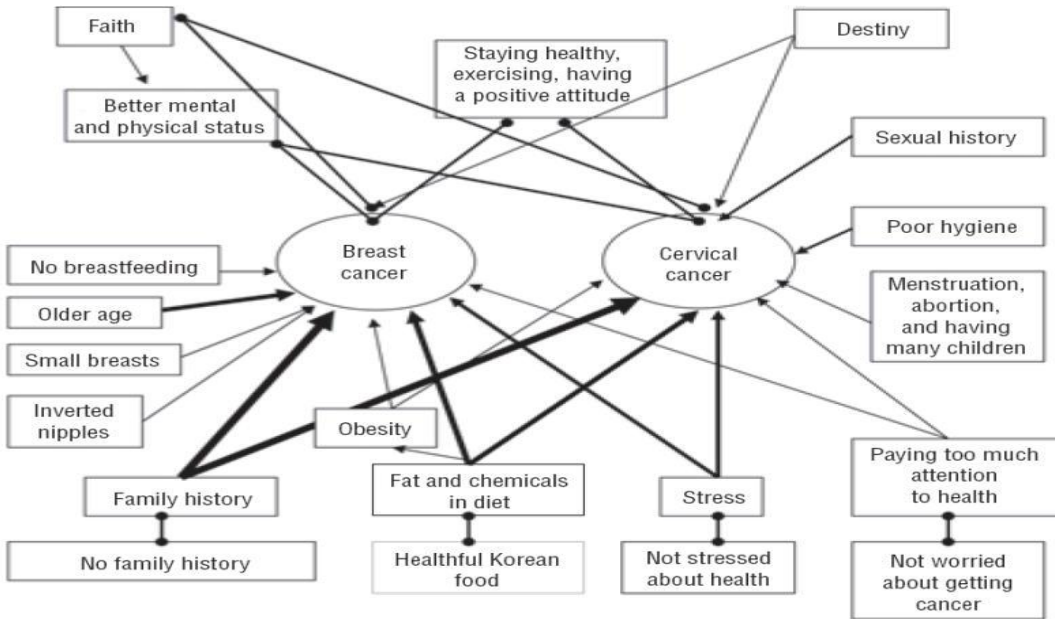 Faith
Destiny
Staying healthy,
exercising, having
a positive attitude
Better mental
and physical status
Sexual history
Poor hygiene
Breast
cancer
Cervical
cancer
No breastfeeding
Older age
Small breasts
Inverted
nipples
Menstruation,
abortion,
and having
many children
Obesity
Family history
Fat and chemicals
in diet
Stress
Paying too much
attention
to health
No family history
Healthful Korean
food
Not stressed
about health
Not worried
about getting
cancer